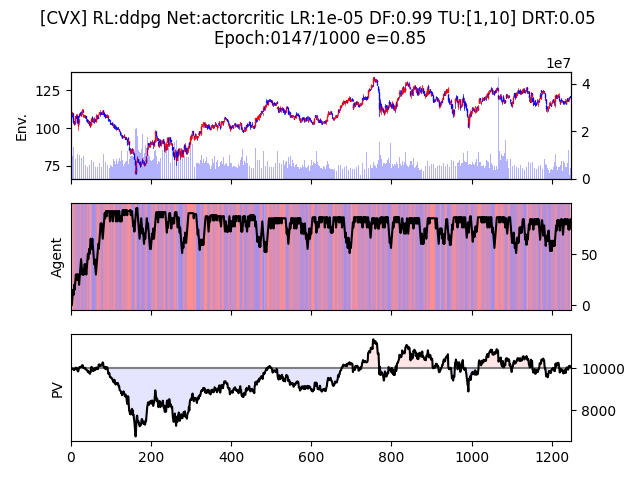 [CVX] RL:ddpg Net:actorcritic LR:1e-05 DF:0.99 TU:[1,10] DRT:0.05
Epoch:0147/1000 e=0.85
1e7
125
100
75
Env.
4
2
0
Agent
50
0
PV
10000
8000
0 200 400 600 800 1000 1200